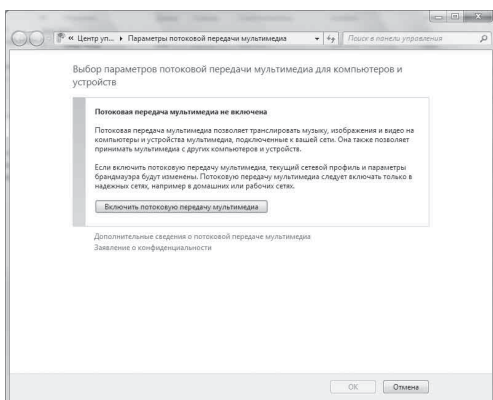 « Центр уп... ▸ Параметры потоковой передачи мультимедиа
Поиск в панели управления
Выбор параметров потоковой передачи мультимедиа для компьютеров и
устройств
Потоковая передача мультимедиа не включена
Потоковая передача мультимедиа позволяет транслировать музыку, изображения и видео на
компьютеры и устройства мультимедиа, подключенные к вашей сети. Она также позволяет
принимать мультимедиа с других компьютеров и устройств.
Если включить потоковую передачу мультимедиа, текущий сетевой профиль и параметры
брандмауэра будут изменены. Потоковую передачу мультимедиа следует включать только в
надежных сетях, например в домашних или рабочих сетях.
Включить потоковую передачу мультимедиа
Дополнительные сведения о потоковой передаче мультимедиа
Заявление о конфиденциальности
ОК
Отмена